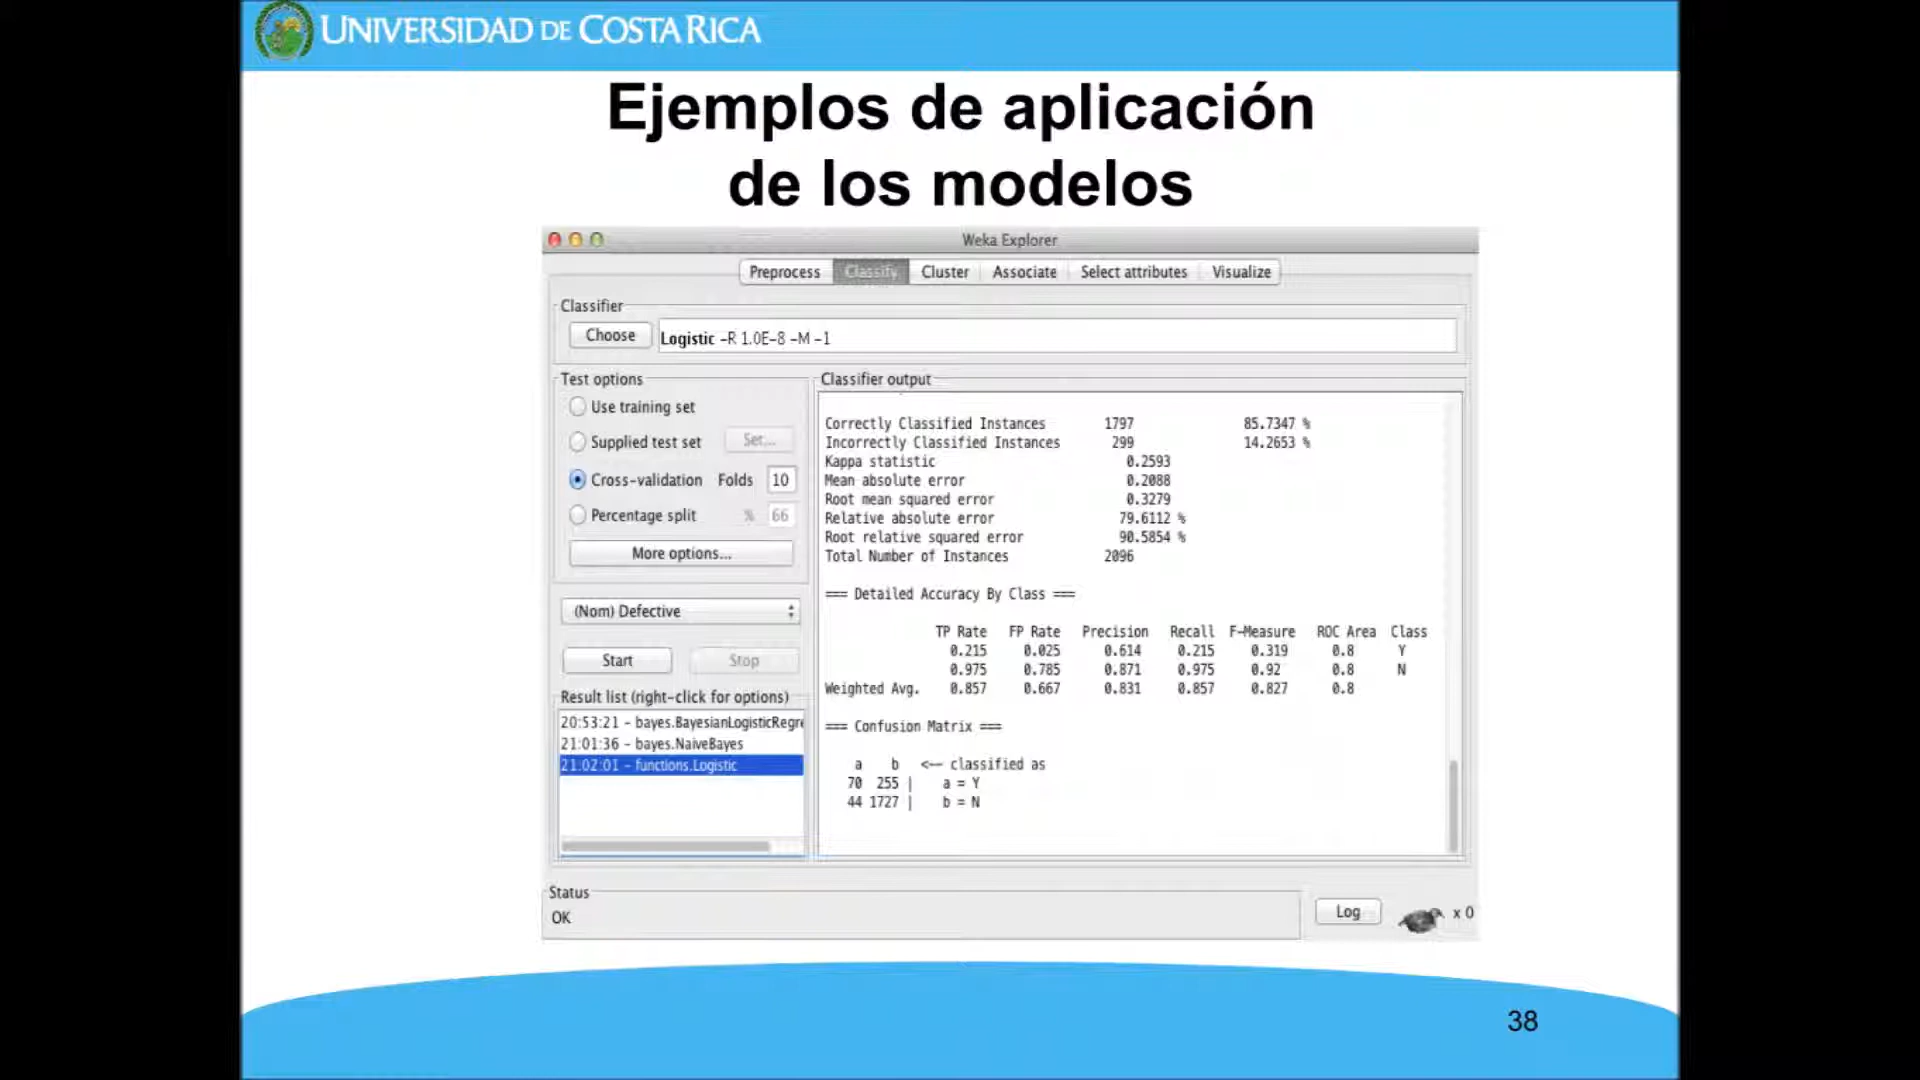 UNIVERSIDAD DE COSTA RICA
Ejemplos de aplicación
de los modelos
Weka Explorer
Preprocess Classify Cluster Associate Select attributes Visualize
Classifier
Choose Logistic -R 1.0E-8 -M -1
Test options
Use training set
Supplied test set Set...
Cross-validation Folds 10
Percentage split % 66
More options...
(Nom) Defective
Start Stop
Result list (right-click for options)
20:53:21 - bayes.BayesianLogisticRegre
21:01:36 - bayes.NaiveBayes
21:02:01 - functions.Logistic
Classifier output
Correctly Classified Instances 1797 85.7347 %
Incorrectly Classified Instances 299 14.2653 %
Kappa statistic 0.2593
Mean absolute error 0.2088
Root mean squared error 0.3279
Relative absolute error 79.6112 %
Root relative squared error 90.5854 %
Total Number of Instances 2096
=== Detailed Accuracy By Class ===
TP Rate FP Rate Precision Recall F-Measure ROC Area Class
0.215 0.025 0.614 0.215 0.319 0.8 Y
0.975 0.785 0.871 0.975 0.92 0.8 N
Weighted Avg. 0.857 0.667 0.831 0.857 0.827 0.8
=== Confusion Matrix ===
a b <-- classified as
70 255 | a = Y
44 1727 | b = N
Status
OK
Log x 0
38